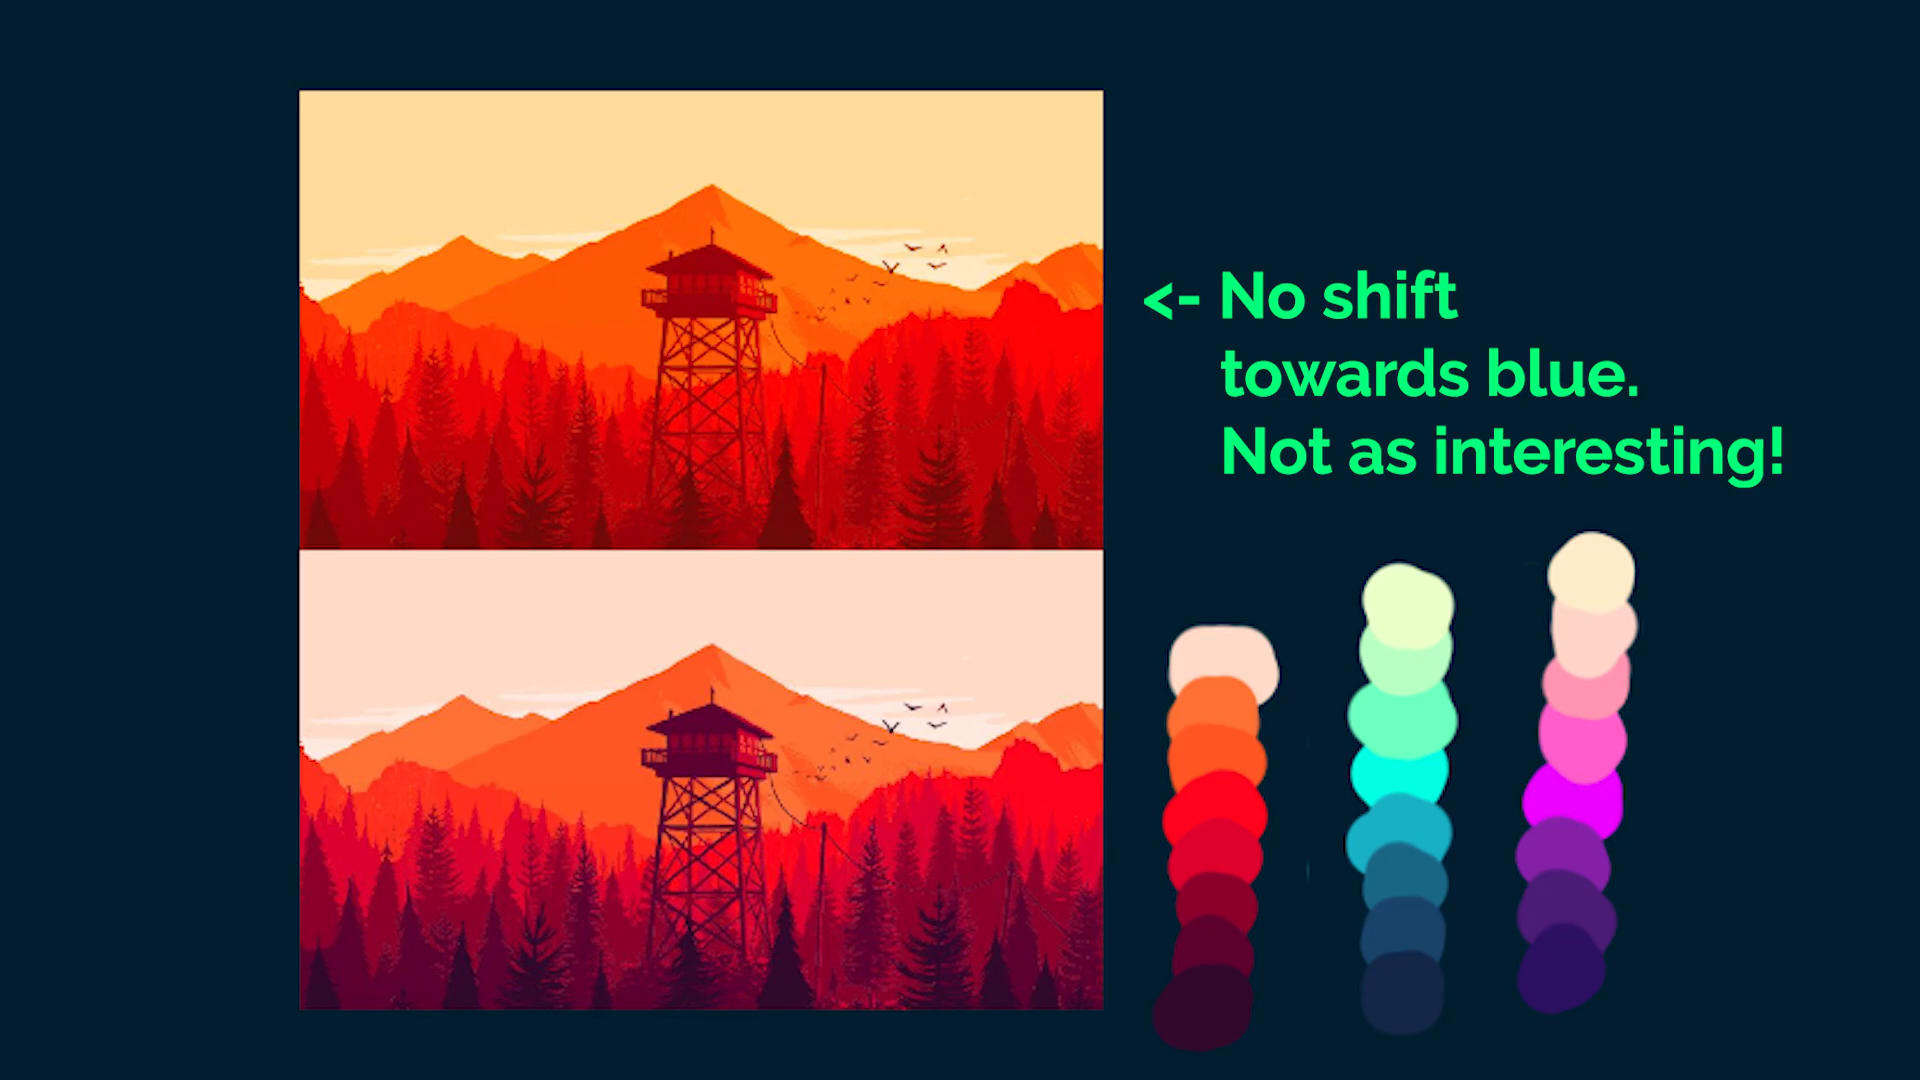 <- No shift
towards blue.
Not as interesting!